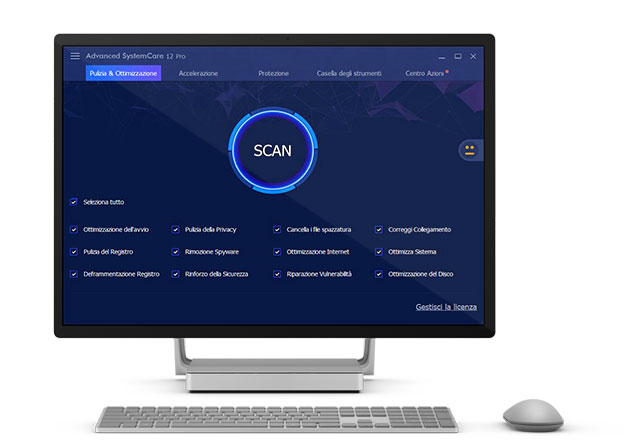 Advanced SystemCare 12 Pro
Pulizia & Ottimizzazione Accelerazione Protezione Casella degli strumenti Centro Azioni
SCAN
Seleziona tutto
Ottimizzazione dell'avvio Pulizia della Privacy Cancella i file spazzatura Correggi Collegamento
Pulizia del Registro Rimozione Spyware Ottimizzazione Internet Ottimizza Sistema
Deframmentazione Registro Rinforzo della Sicurezza Riparazione Vulnerabilità Ottimizzazione del Disco
Gestisci la licenza